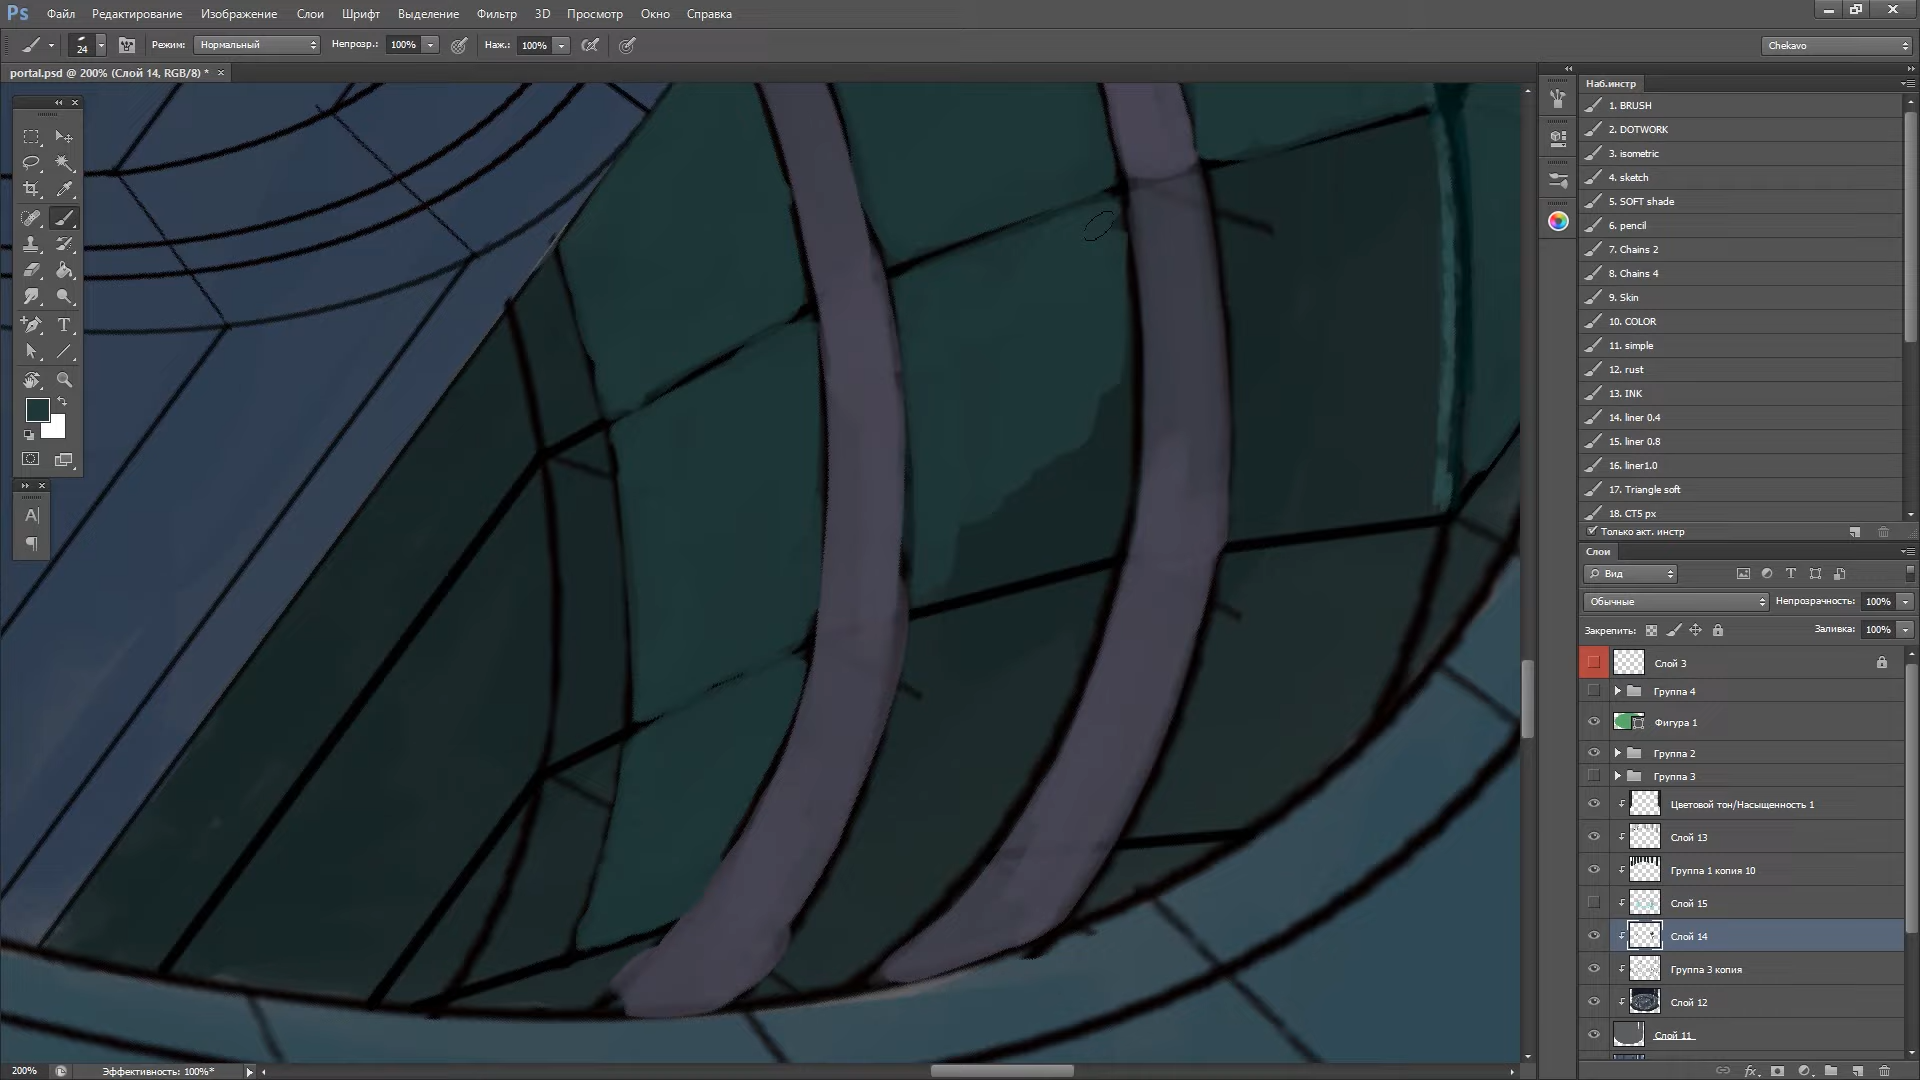 Ps Файл Редактирование Изображение Слои Шрифт Выделение Фильтр 3D Просмотр Окно Справка
24 Режим: Нормальный Непрозр.: 100% Наж.: 100% Chekavo
portal.psd @ 200% (Слой 14, RGB/8) *
Наб.инстр
1. BRUSH
2. DOTWORK
3. isometric
4. sketch
5. SOFT shade
6. pencil
7. Chains 2
8. Chains 4
9. Skin
10. COLOR
11. simple
12. rust
13. INK
14. liner 0.4
15. liner 0.8
16. liner1.0
17. Triangle soft
18. CT5 px
Только акт. инстр
Слои
Вид
Обычные Непрозрачность: 100%
Закрепить: Заливка: 100%
Слой 3
Группа 4
Фигура 1
Группа 2
Группа 3
Цветовой тон/Насыщенность 1
Слой 13
Группа 1 копия 10
Слой 15
Слой 14
Группа 3 копия
Слой 12
Слой 11
200% Эффективность: 100%*